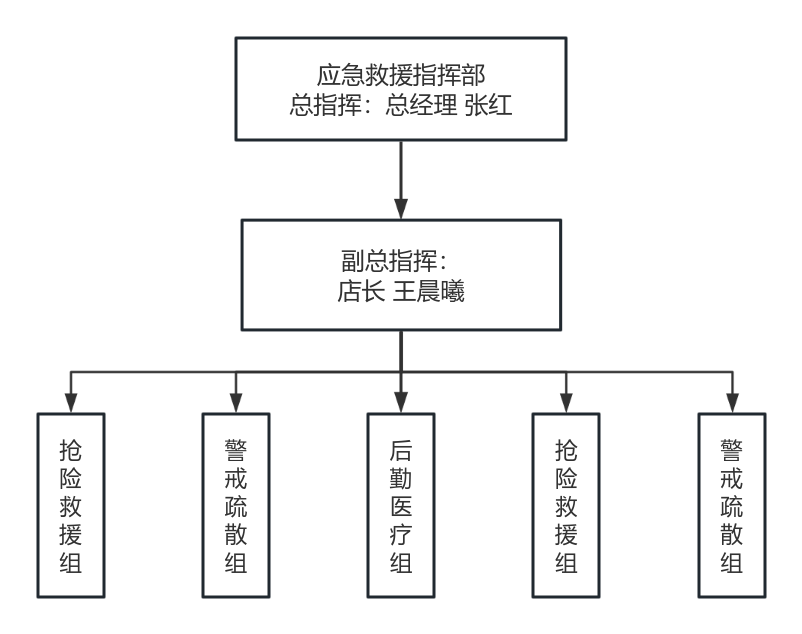 应急救援指挥部
总指挥：总经理 张红
副总指挥：
店长 王晨曦
抢险救援组
警戒疏散组
后勤医疗组
抢险救援组
警戒疏散组